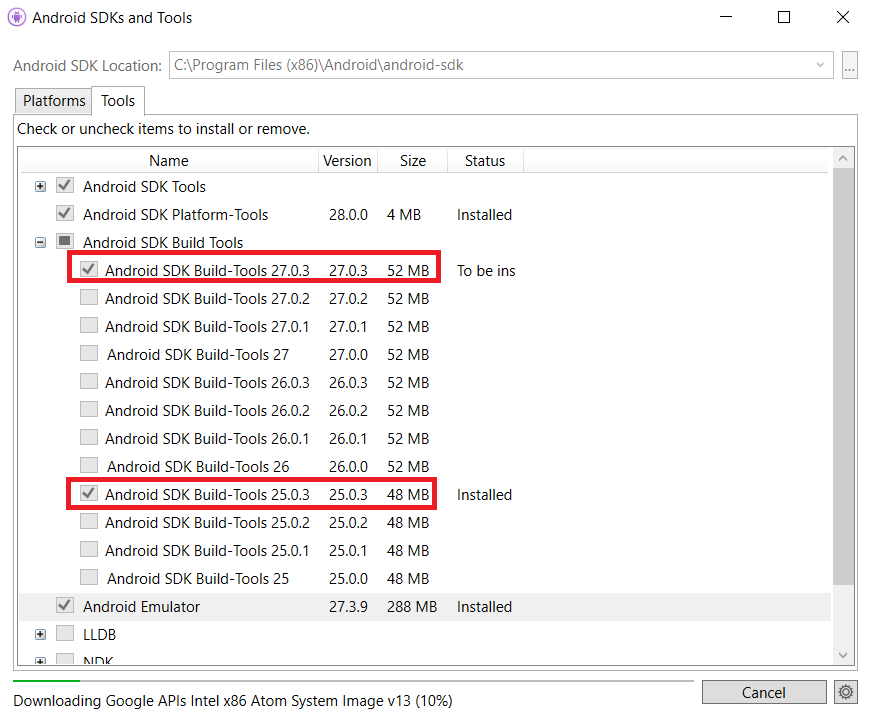 Android SDKs and Tools
Android SDK Location: C:\Program Files (x86)\Android\android-sdk ...
Platforms Tools
Check or uncheck items to install or remove.
Name Version Size Status
Android SDK Tools
Android SDK Platform-Tools 28.0.0 4 MB Installed
Android SDK Build Tools
Android SDK Build-Tools 27.0.3 27.0.3 52 MB To be ins
Android SDK Build-Tools 27.0.2 27.0.2 52 MB
Android SDK Build-Tools 27.0.1 27.0.1 52 MB
Android SDK Build-Tools 27 27.0.0 52 MB
Android SDK Build-Tools 26.0.3 26.0.3 52 MB
Android SDK Build-Tools 26.0.2 26.0.2 52 MB
Android SDK Build-Tools 26.0.1 26.0.1 52 MB
Android SDK Build-Tools 26 26.0.0 52 MB
Android SDK Build-Tools 25.0.3 25.0.3 48 MB Installed
Android SDK Build-Tools 25.0.2 25.0.2 48 MB
Android SDK Build-Tools 25.0.1 25.0.1 48 MB
Android SDK Build-Tools 25 25.0.0 48 MB
Android Emulator 27.3.9 288 MB Installed
LLDB
NDK
Downloading Google APIs Intel x86 Atom System Image v13 (10%) Cancel